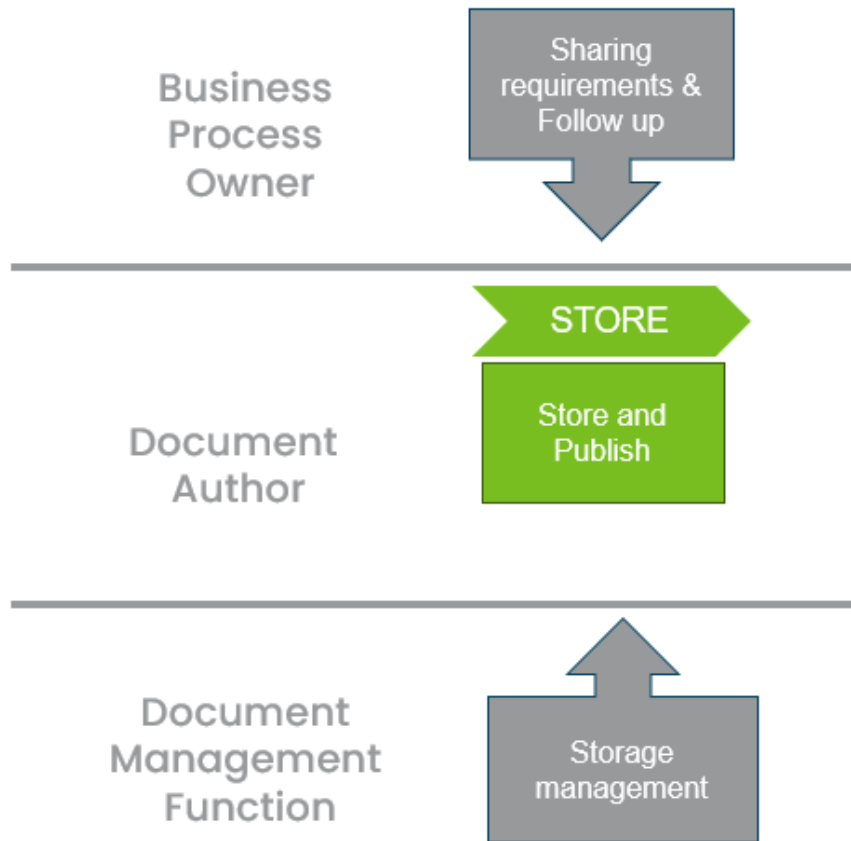 Business
Process
Owner
Sharing
requirements &
Follow up
STORE
Document
Author
Store and
Publish
Document
Management
Function
Storage
management